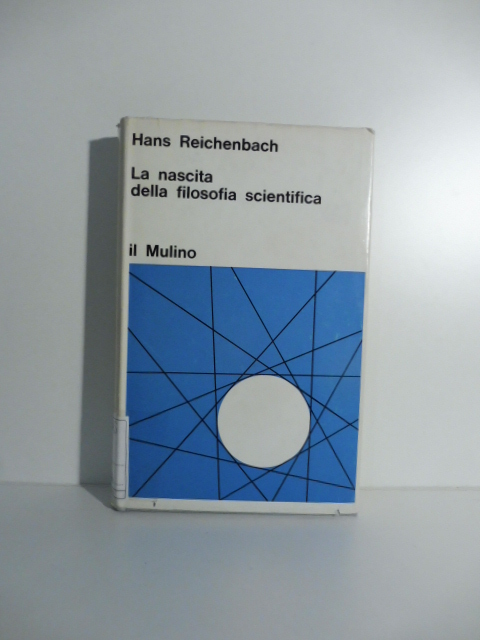 Hans Reichenbach
La nascita
della filosofia scientifica
il Mulino